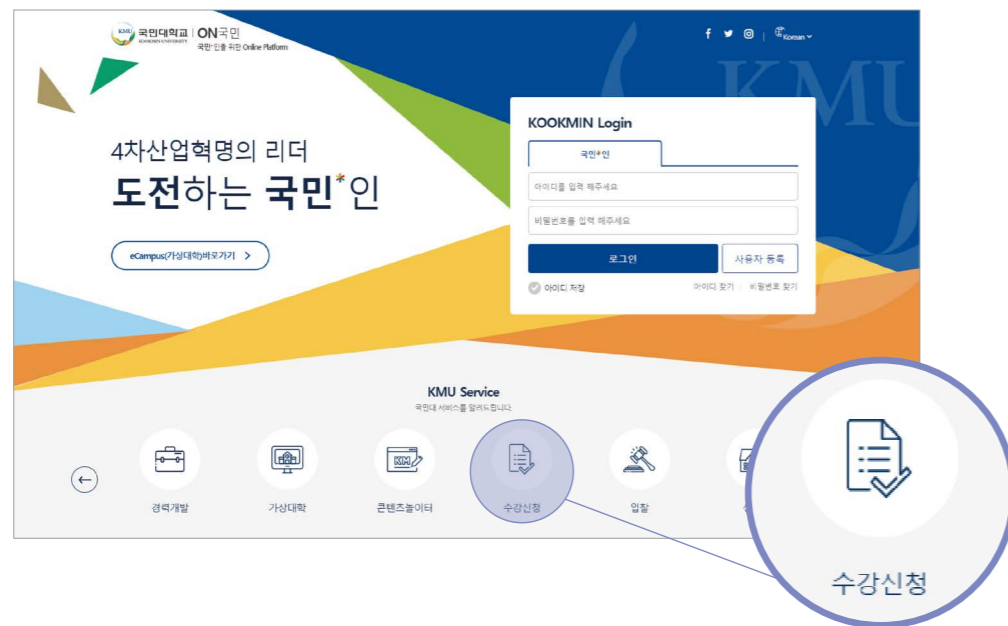 KMU 국민대학교 ON국민
KOOKMIN UNIVERSITY
국민*인을 위한 Online Platform
Korean
KMU
4차산업혁명의 리더
도전하는 국민*인
eCampus(가상대학)바로가기 >
KOOKMIN Login
국민*인
아이디를 입력 해주세요
비밀번호를 입력 해주세요
로그인 사용자 등록
아이디 저장 아이디 찾기 | 비밀번호 찾기
KMU Service
국민대 서비스를 알려드립니다.
경력개발 가상대학 콘텐츠놀이터 수강신청 입찰
수강신청